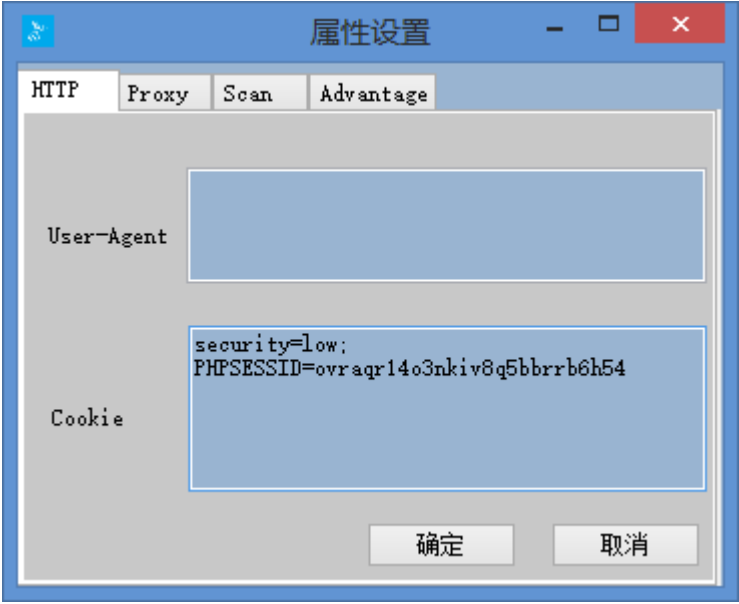 属性设置
HTTP Proxy Scan Advantage
User-Agent
security=low;
PHPSESSID=ovraqr14o3nkiv8q5bbrrb6h54
Cookie
确定 取消